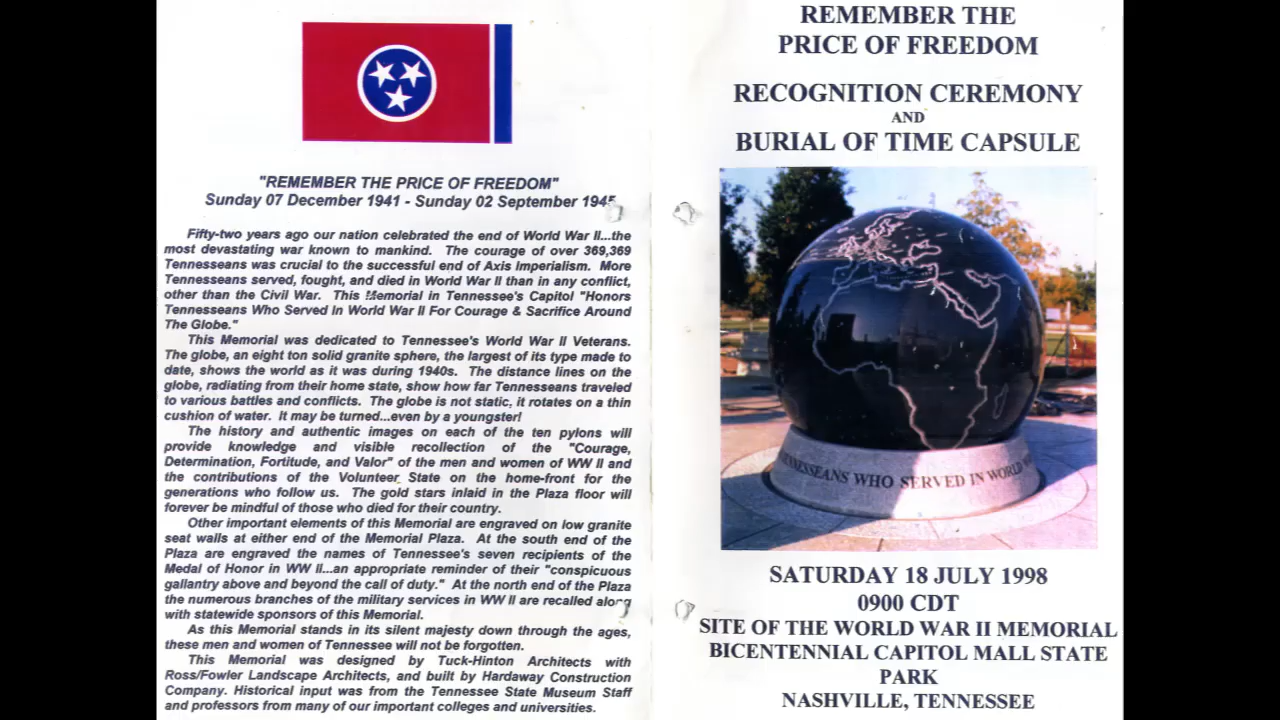 "REMEMBER THE PRICE OF FREEDOM"
Sunday 07 December 1941 - Sunday 02 September 1945
Fifty-two years ago our nation celebrated the end of World War II...the
most devastating war known to mankind. The courage of over 369,369
Tennesseans was crucial to the successful end of Axis Imperialism. More
Tennesseans served, fought, and died in World War II than in any conflict,
other than the Civil War. This Memorial in Tennessee's Capitol "Honors
Tennesseans Who Served In World War II For Courage & Sacrifice Around
The Globe."
This Memorial was dedicated to Tennessee's World War II Veterans.
The globe, an eight ton solid granite sphere, the largest of its type made to
date, shows the world as it was during 1940s. The distance lines on the
globe, radiating from their home state, show how far Tennesseans traveled
to various battles and conflicts. The globe is not static, it rotates on a thin
cushion of water. It may be turned...even by a youngster!
The history and authentic images on each of the ten pylons will
provide knowledge and visible recollection of the "Courage,
Determination, Fortitude, and Valor" of the men and women of WW II and
the contributions of the Volunteer State on the home-front for the
generations who follow us. The gold stars inlaid in the Plaza floor will
forever be mindful of those who died for their country.
Other important elements of this Memorial are engraved on low granite
seat walls at either end of the Memorial Plaza. At the south end of the
Plaza are engraved the names of Tennessee's seven recipients of the
Medal of Honor in WW II...an appropriate reminder of their "conspicuous
gallantry above and beyond the call of duty." At the north end of the Plaza
the numerous branches of the military services in WW II are recalled along
with statewide sponsors of this Memorial.
As this Memorial stands in its silent majesty down through the ages,
these men and women of Tennessee will not be forgotten.
This Memorial was designed by Tuck-Hinton Architects with
Ross/Fowler Landscape Architects, and built by Hardaway Construction
Company. Historical input was from the Tennessee State Museum Staff
and professors from many of our important colleges and universities.
REMEMBER THE
PRICE OF FREEDOM
RECOGNITION CEREMONY
AND
BURIAL OF TIME CAPSULE
TENNESSEANS WHO SERVED IN WORLD
SATURDAY 18 JULY 1998
0900 CDT
SITE OF THE WORLD WAR II MEMORIAL
BICENTENNIAL CAPITOL MALL STATE
PARK
NASHVILLE, TENNESSEE